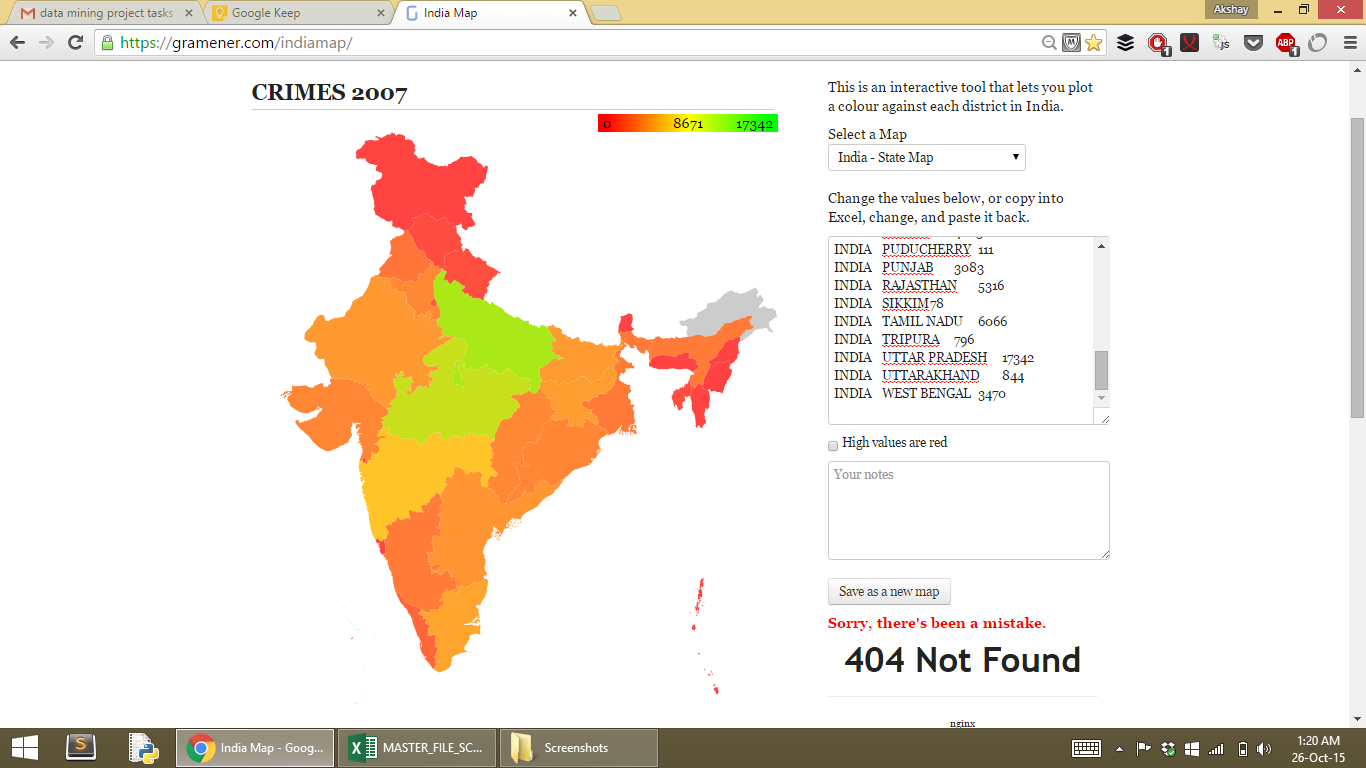 data mining project tasks
Google Keep
India Map
Akshay
https://gramener.com/indiamap/
js
1
ABP
1
CRIMES 2007
0 8671 17342
This is an interactive tool that lets you plot
a colour against each district in India.
Select a Map
India - State Map
Change the values below, or copy into
Excel, change, and paste it back.
INDIA PUDUCHERRY 111
INDIA PUNJAB 3083
INDIA RAJASTHAN 5316
INDIA SIKKIM 78
INDIA TAMIL NADU 6066
INDIA TRIPURA 796
INDIA UTTAR PRADESH 17342
INDIA UTTARAKHAND 844
INDIA WEST BENGAL 3470
High values are red
Your notes
Save as a new map
Sorry, there's been a mistake.
404 Not Found
nginx
India Map - Goog...
MASTER_FILE_SC...
Screenshots
1:20 AM
26-Oct-15